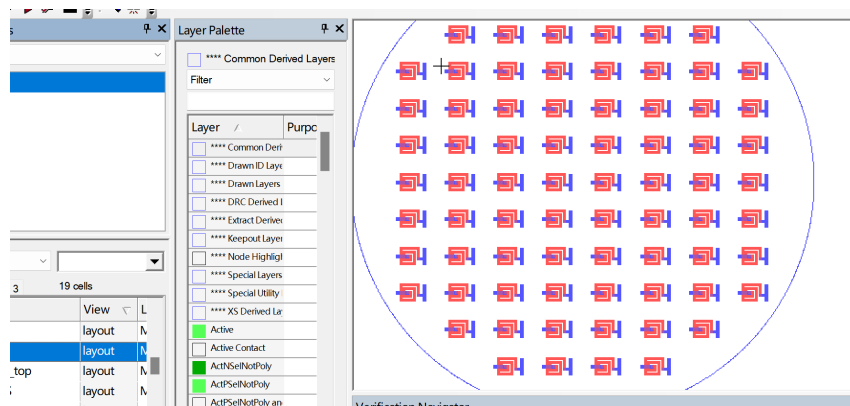 s
Layer Palette
**** Common Derived Layers
Filter
Layer
Purpo
**** Common Deri
**** Drawn ID Laye
**** Drawn Layers
**** DRC Derived I
**** Extract Derived
**** Keepout Layer
**** Node Highligl
**** Special Layers
**** Special Utility
**** XS Derived Lay
Active
Active Contact
ActNSelNotPoly
ActPSelNotPoly
ActPSelNotPoly an
3
19 cells
View
L
layout
M
layout
M
_top
layout
M
layout
M
Verification Navigator